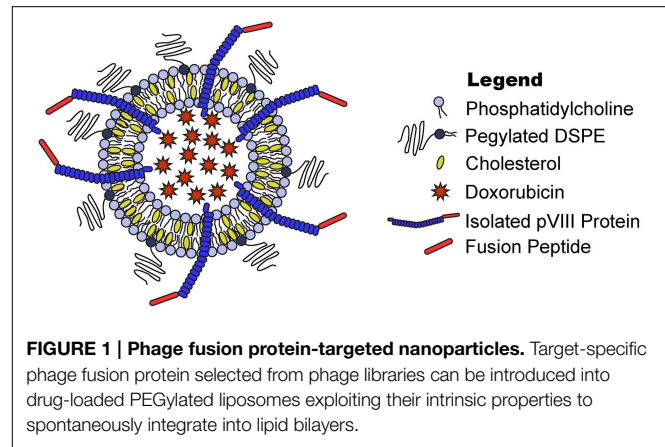 Legend
Phosphatidylcholine
Pegylated DSPE
Cholesterol
Doxorubicin
Isolated pVIII Protein
Fusion Peptide
FIGURE 1 | Phage fusion protein-targeted nanoparticles. Target-specific
phage fusion protein selected from phage libraries can be introduced into
drug-loaded PEGylated liposomes exploiting their intrinsic properties to
spontaneously integrate into lipid bilayers.